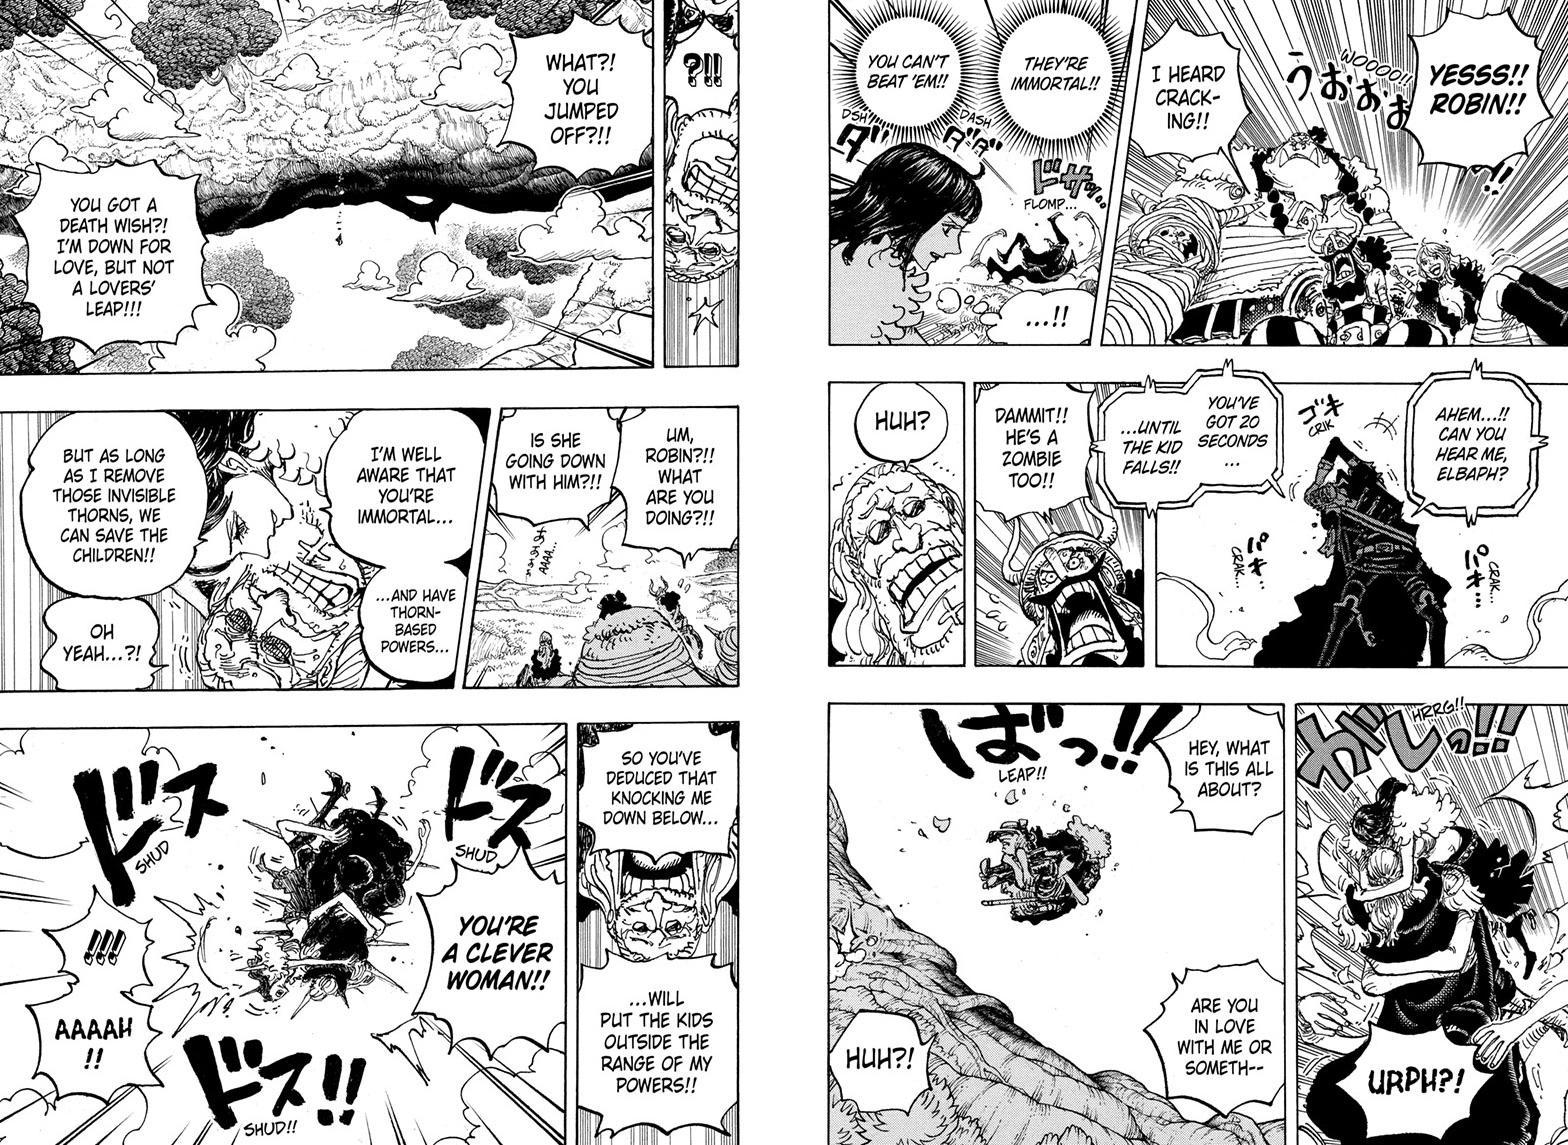 YESSS!!
ROBIN!!
WOOOO!!
うおおお
!!
I HEARD
CRACK-
ING!!
THEY'RE
IMMORTAL!!
YOU CAN'T
BEAT 'EM!!
DASH
ダダ
DSH
ダ
ドサッ..
FLOMP...
...!!
AHEM...!!
CAN YOU
HEAR ME,
ELBAPH?
ゴキ
CRIK
パキ...
CRAK...
パキ...
CRAK...
YOU'VE
GOT 20
SECONDS
...
...UNTIL
THE KID
FALLS!!
DAMMIT!!
HE'S A
ZOMBIE
TOO!!
HUH?
HRRG!!
がしっ!!
URPH?!
HEY, WHAT
IS THIS ALL
ABOUT?
ばっ!!
LEAP!!
ARE YOU
IN LOVE
WITH ME OR
SOMETH--
HUH?!
?!!
WHAT?!
YOU
JUMPED
OFF?!!
YOU GOT A
DEATH WISH?!
I'M DOWN FOR
LOVE, BUT NOT
A LOVERS'
LEAP!!!
UM,
ROBIN?!!
WHAT
ARE YOU
DOING?!!
IS SHE
GOING DOWN
WITH HIM?!!
AAAA...
I'M WELL
AWARE THAT
YOU'RE
IMMORTAL...
...AND HAVE
THORN-
BASED
POWERS...
BUT AS LONG
AS I REMOVE
THOSE INVISIBLE
THORNS, WE
CAN SAVE THE
CHILDREN!!
OH
YEAH...?!
SO YOU'VE
DEDUCED THAT
KNOCKING ME
DOWN BELOW...
...WILL
PUT THE KIDS
OUTSIDE THE
RANGE OF MY
POWERS!!
ドス
SHUD
YOU'RE
A CLEVER
WOMAN!!
ドス
SHUD
!!!
AAAAH
!!
ドス!!
SHUD!!